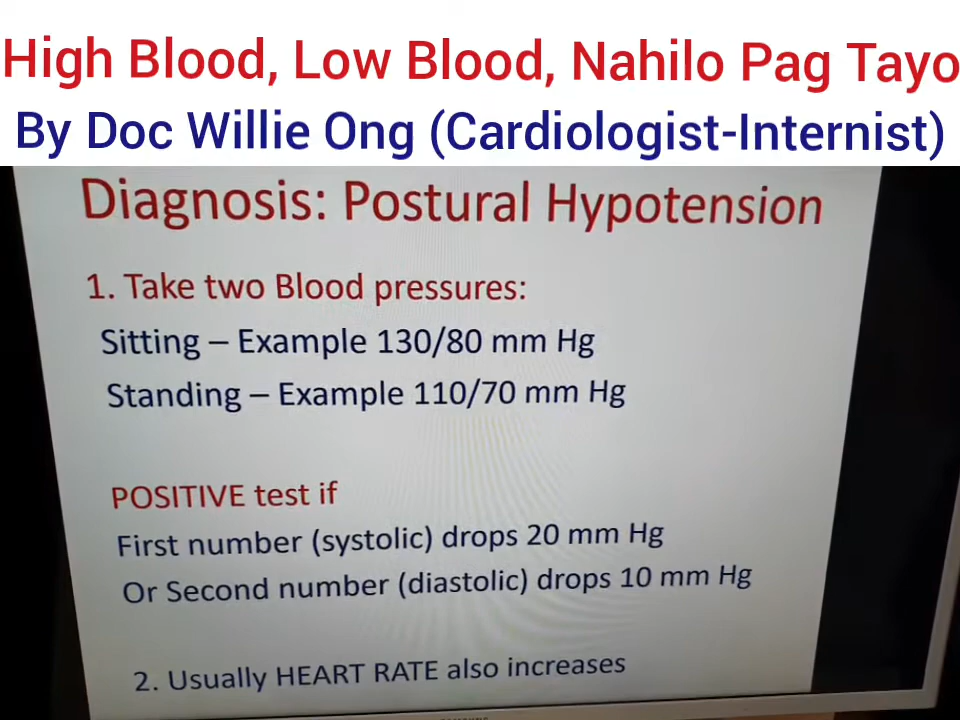 High Blood, Low Blood, Nahilo Pag Tayo
By Doc Willie Ong (Cardiologist-Internist)
Diagnosis: Postural Hypotension
1. Take two Blood pressures:
Sitting – Example 130/80 mm Hg
Standing – Example 110/70 mm Hg
POSITIVE test if
First number (systolic) drops 20 mm Hg
Or Second number (diastolic) drops 10 mm Hg
2. Usually HEART RATE also increases